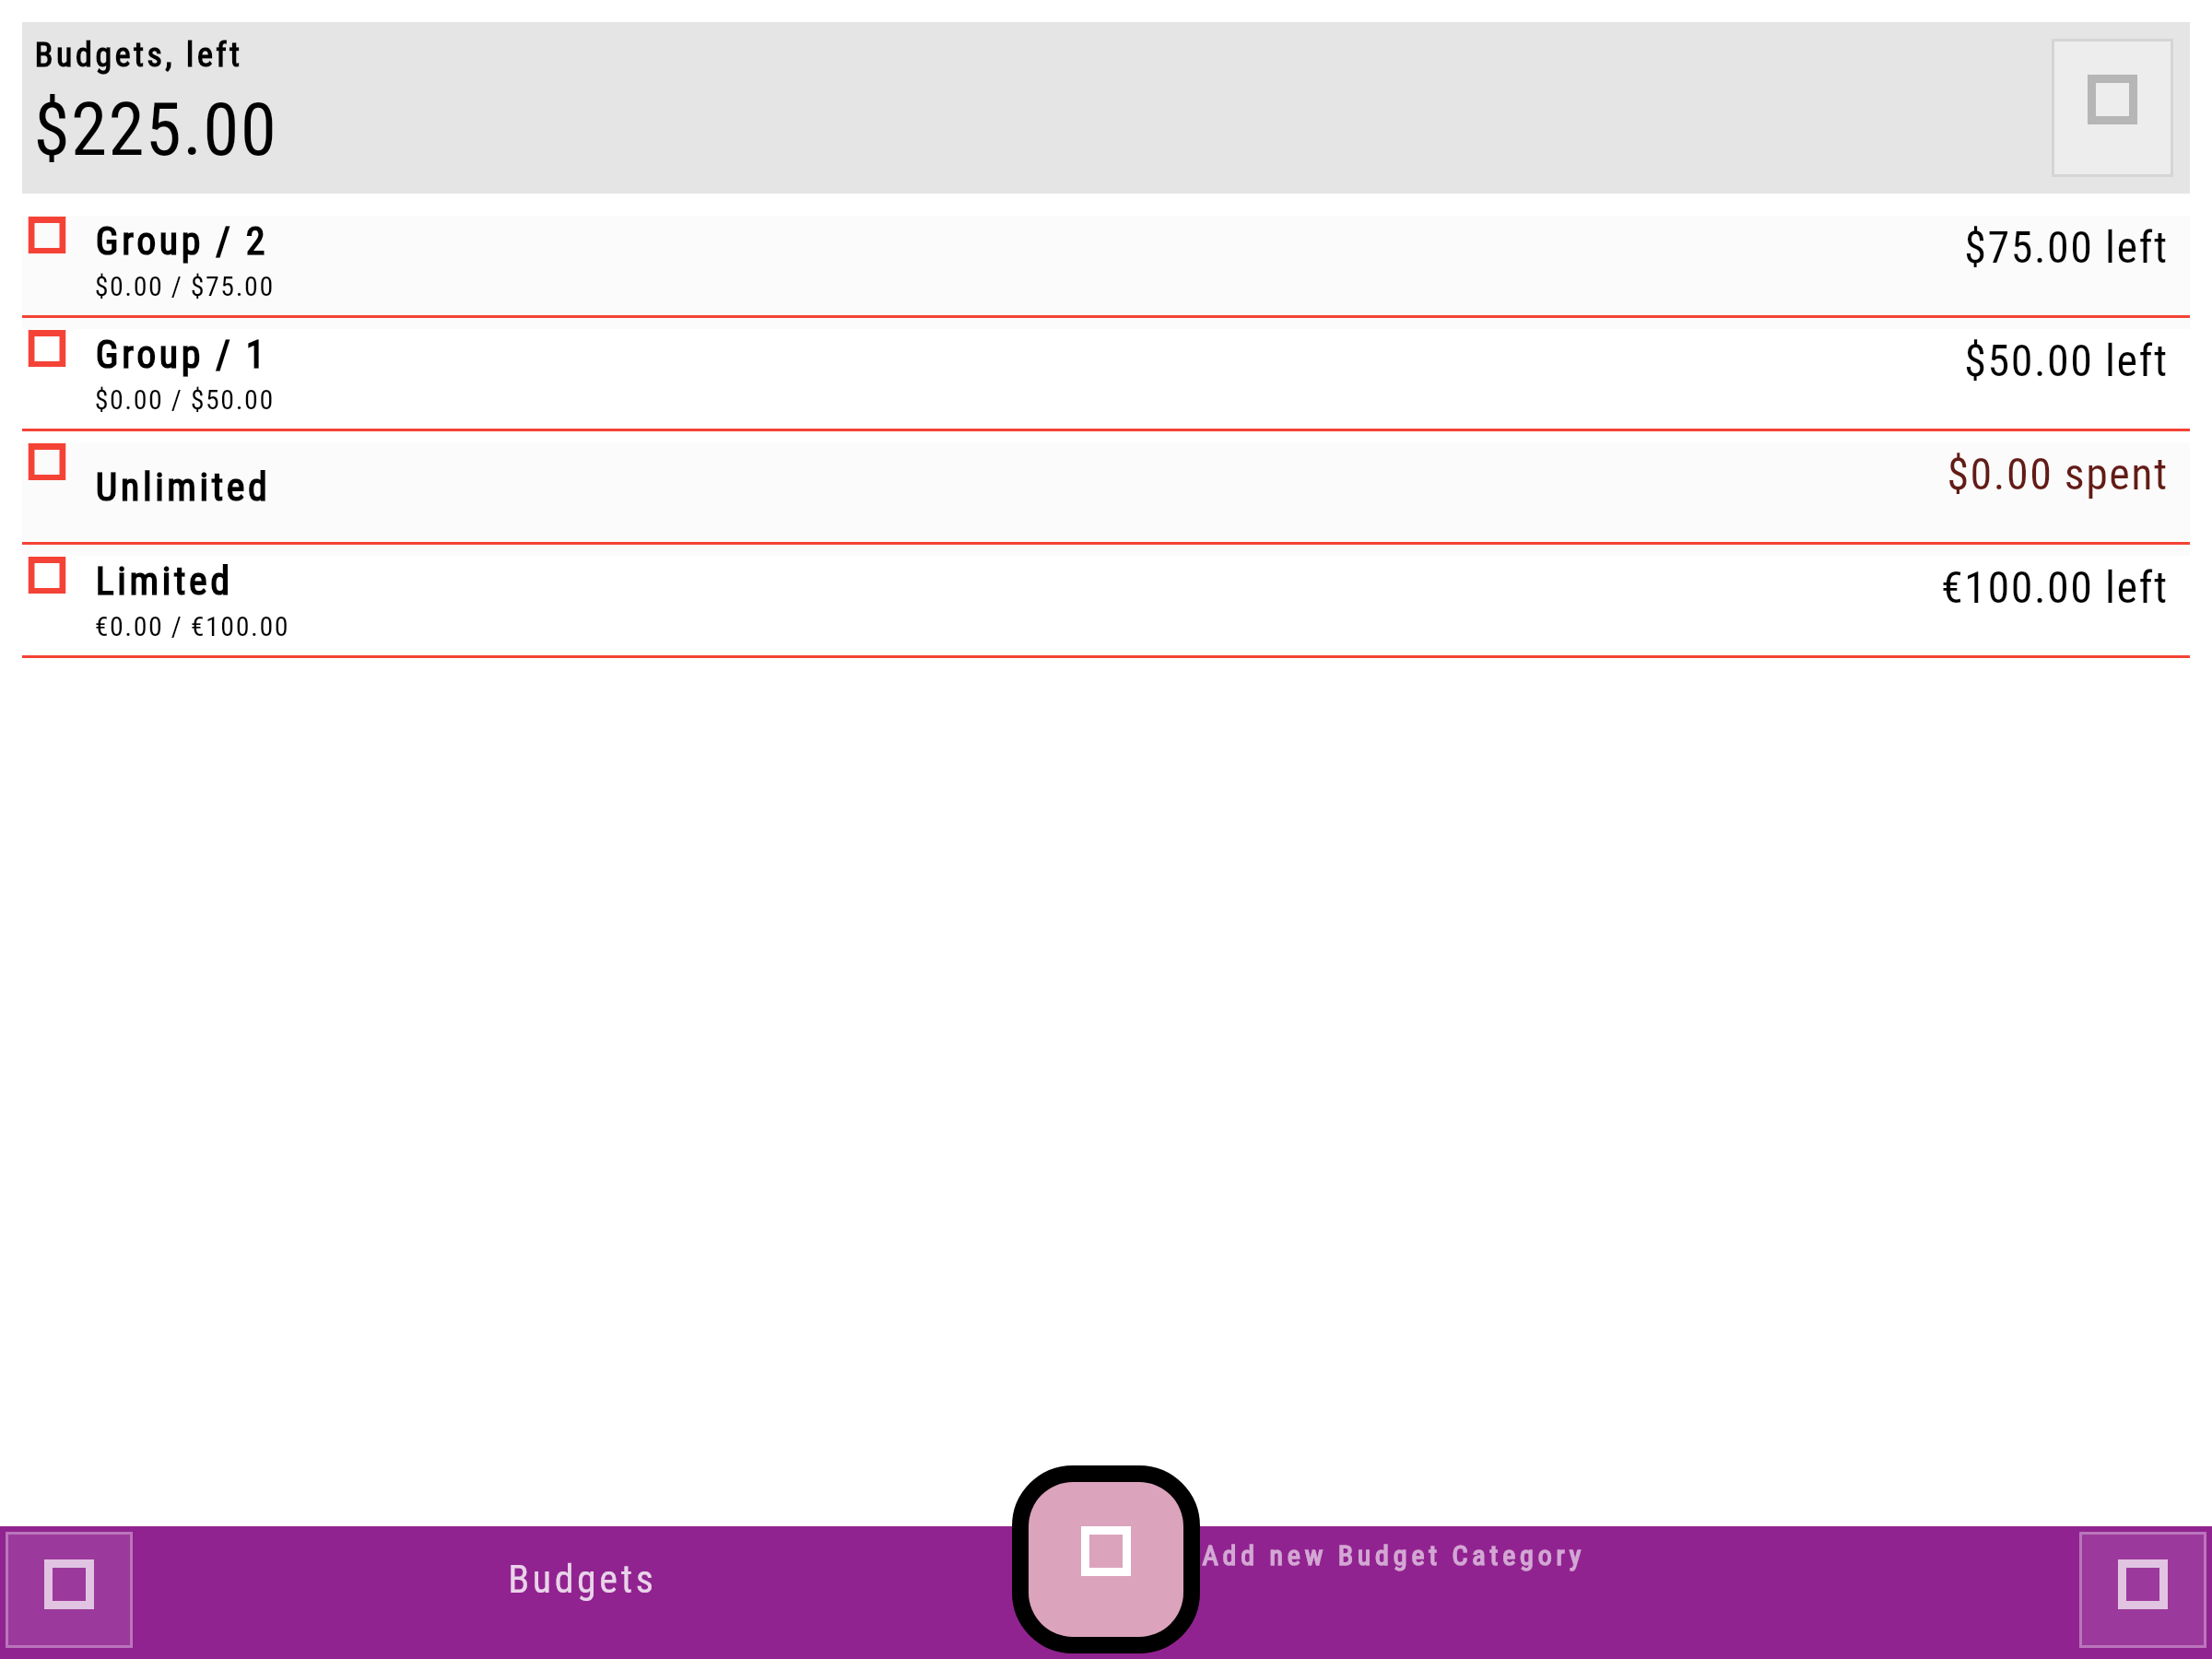 Budgets, left
$225.00
Group / 2
$75.00 left
$0.00 / $75.00
Group / 1
$50.00 left
$0.00 / $50.00
Unlimited
$0.00 spent
Limited
€100.00 left
€0.00 / €100.00
Budgets
Add new Budget Category